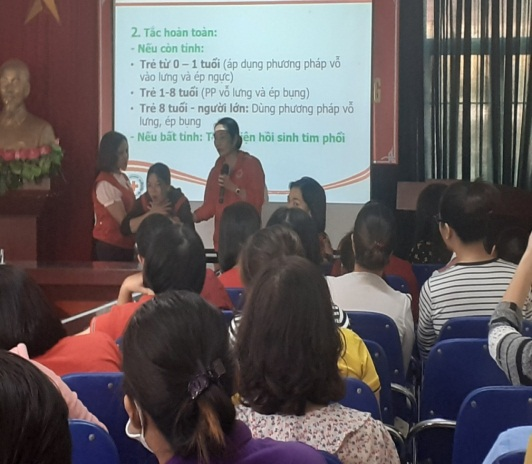 2. Tắc hoàn toàn:
- Nếu còn tỉnh:
• Trẻ từ 0 – 1 tuổi (áp dụng phương pháp vỗ
vào lưng và ép ngực)
• Trẻ 1-8 tuổi (PP vỗ lưng và ép bụng)
• Trẻ 8 tuổi - người lớn: Dùng phương pháp vỗ
lưng, ép bụng
- Nếu bất tỉnh: hồi sinh tim phổi